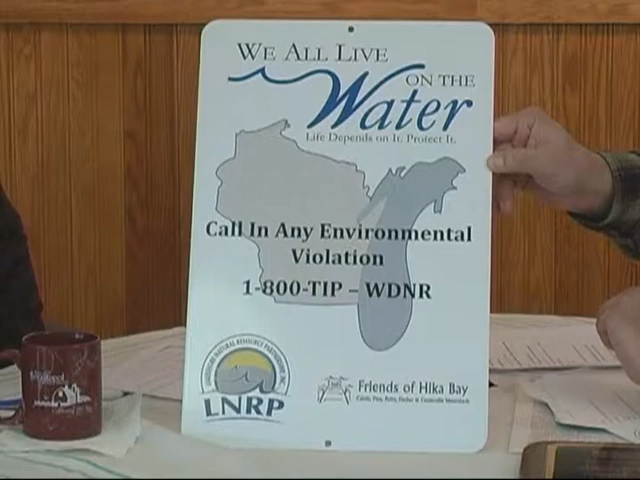 WE ALL LIVE
ON THE
Water
Life Depends on It. Protect It.
Call In Any Environmental
Violation
1-800-TIP – WDNR
LNRP
Friends of Hika Bay